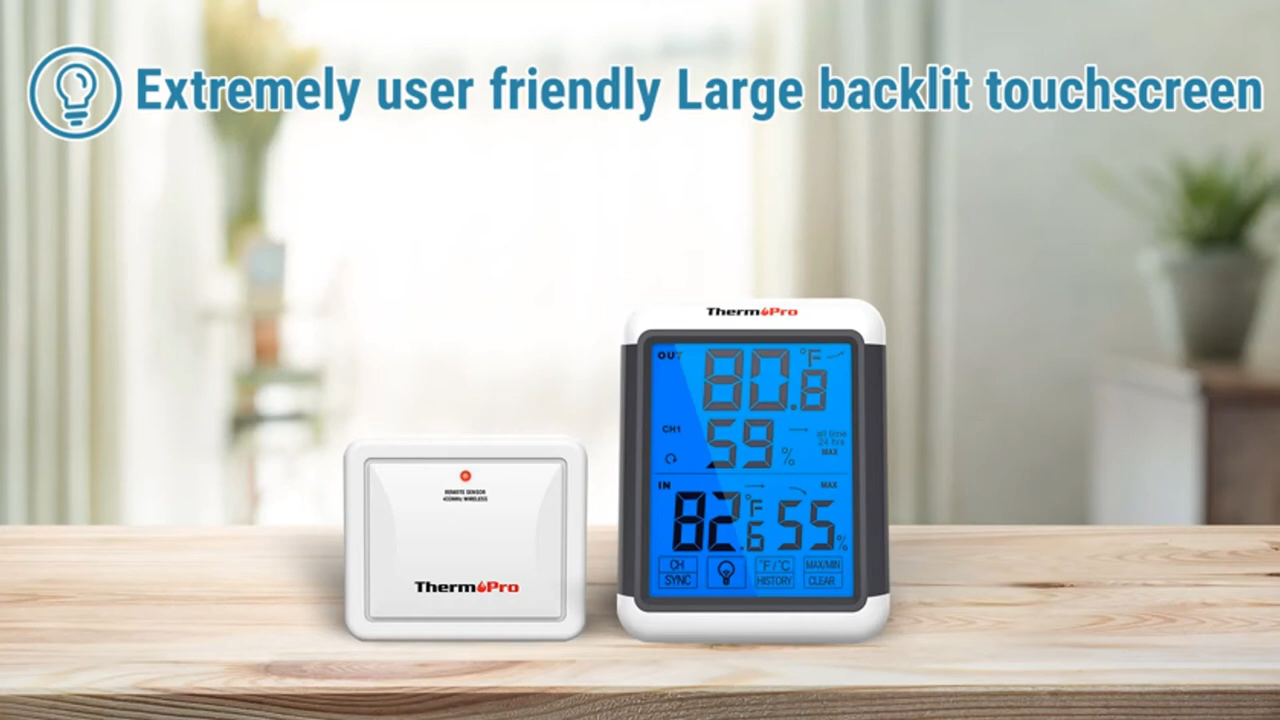 Extremely user friendly Large backlit touchscreen
ThermoPro
OUT 80.8 °F
CH1 59 %
all time
24 hrs
MAX
IN MAX
82.6 °F 55 %
CH
SYNC
°F/°C
HISTORY
MAX/MIN
CLEAR
REMOTE SENSOR
433MHz WIRELESS
ThermoPro